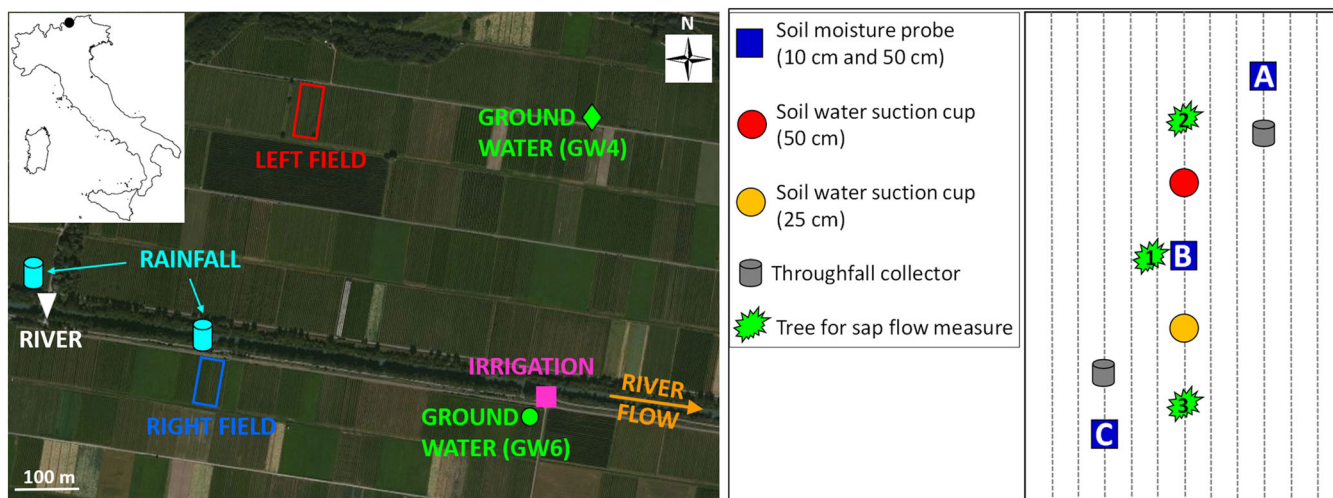 N
GROUND
WATER (GW4)
LEFT FIELD
RAINFALL
RIVER
IRRIGATION
RIVER
FLOW
RIGHT FIELD
GROUND
WATER (GW6)
100 m
Soil moisture probe
(10 cm and 50 cm)
Soil water suction cup
(50 cm)
Soil water suction cup
(25 cm)
Throughfall collector
Tree for sap flow measure
A
2
1
B
3
C